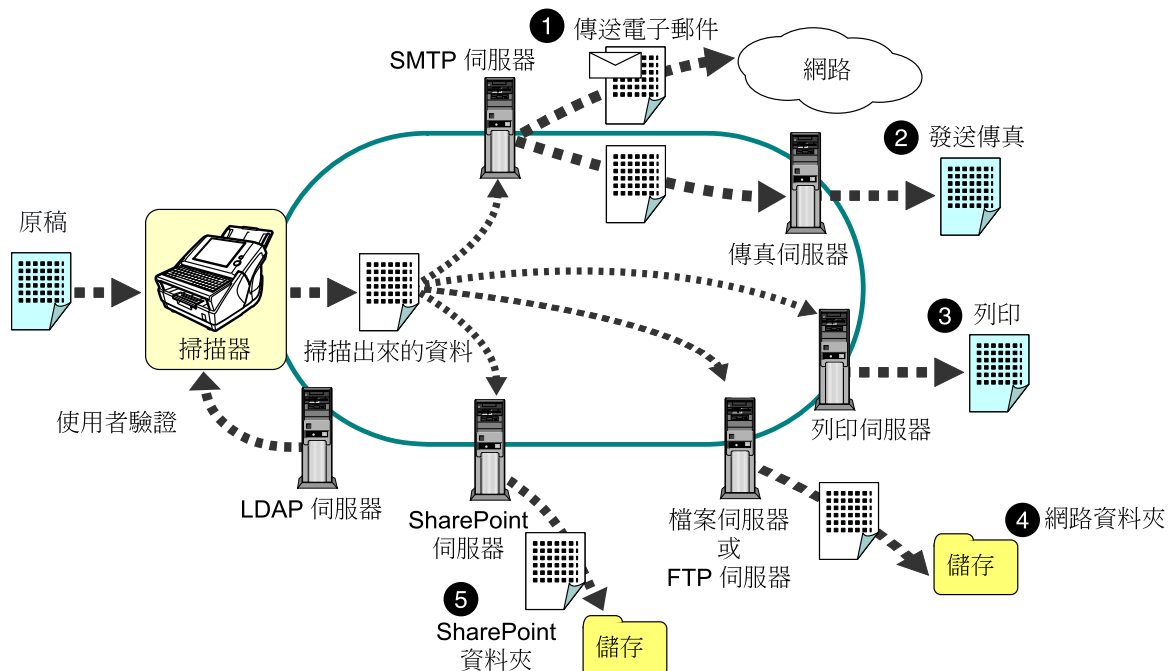 1 傳送電子郵件
SMTP 伺服器
網路
2 發送傳真
原稿
傳真伺服器
3 列印
掃描器
掃描出來的資料
使用者驗證
列印伺服器
LDAP 伺服器
SharePoint
伺服器
檔案伺服器
或
FTP 伺服器
4 網路資料夾
儲存
5
SharePoint
資料夾
儲存